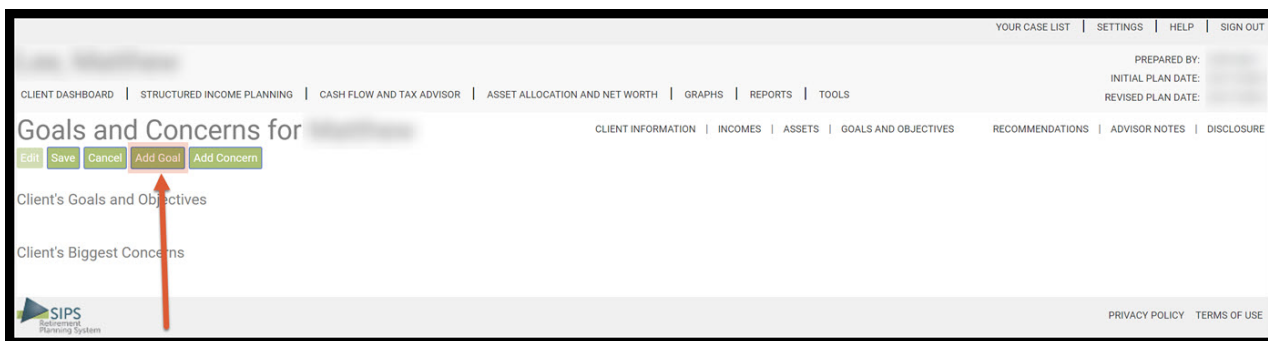 YOUR CASE LIST | SETTINGS | HELP | SIGN OUT
PREPARED BY:
INITIAL PLAN DATE:
CLIENT DASHBOARD | STRUCTURED INCOME PLANNING | CASH FLOW AND TAX ADVISOR | ASSET ALLOCATION AND NET WORTH | GRAPHS | REPORTS | TOOLS
REVISED PLAN DATE:
Goals and Concerns for
CLIENT INFORMATION | INCOMES | ASSETS | GOALS AND OBJECTIVES RECOMMENDATIONS | ADVISOR NOTES | DISCLOSURE
Edit Save Cancel Add Goal Add Concern
Client's Goals and Objectives
Client's Biggest Concerns
SIPS
Retirement
Planning System
PRIVACY POLICY TERMS OF USE